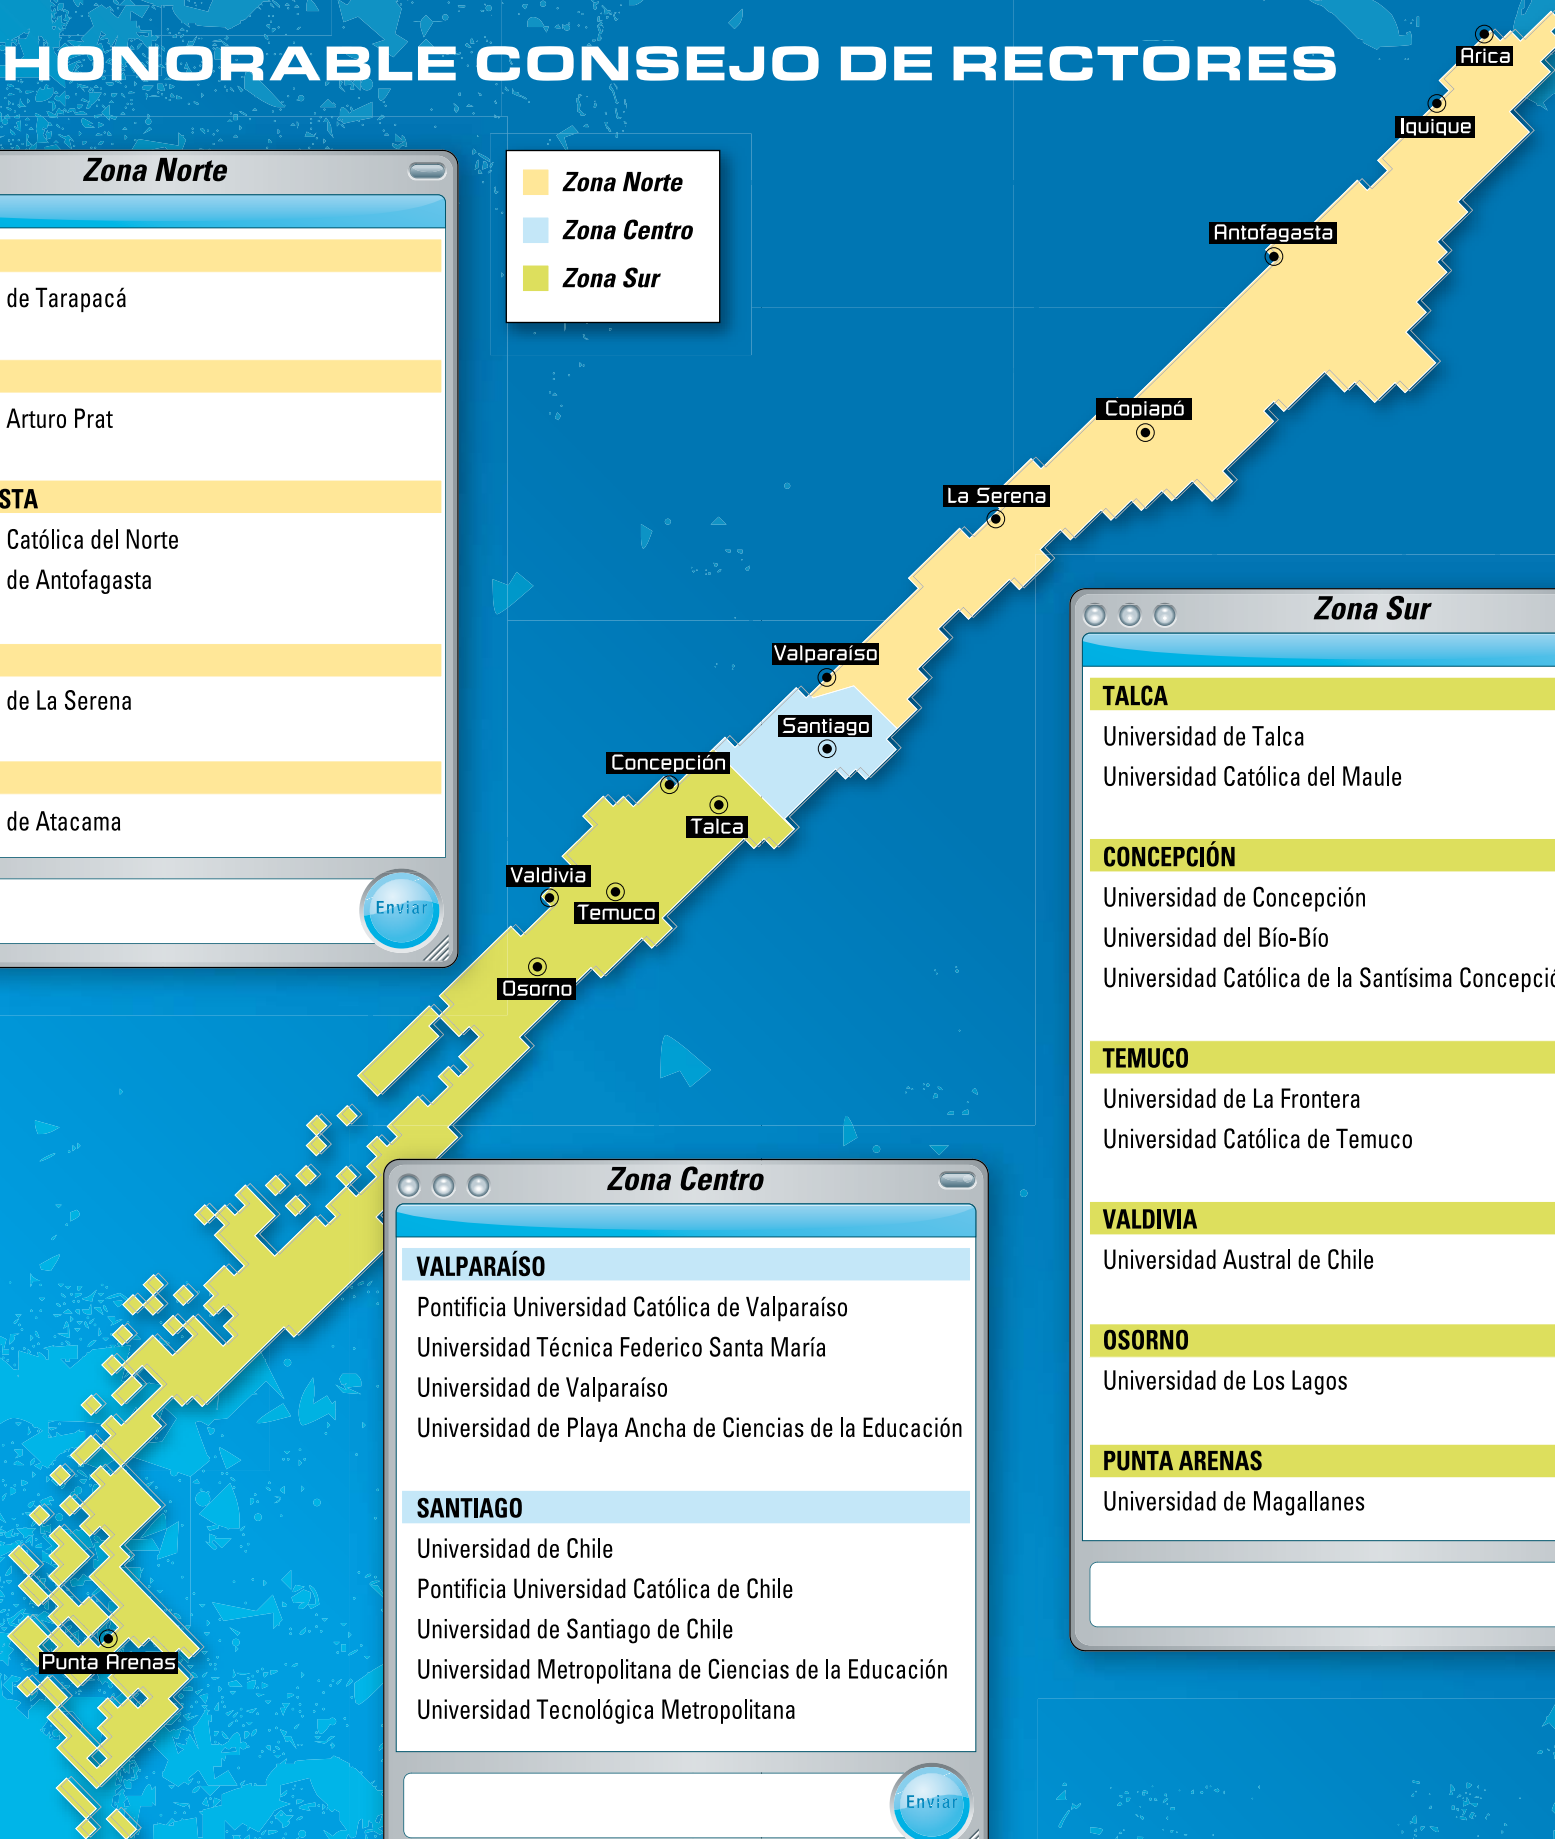 HONORABLE CONSEJO DE RECTORES
Arica
Iquique
Antofagasta
Copiapó
La Serena
Valparaíso
Santiago
Concepción
Talca
Valdivia
Temuco
Osorno
Punta Arenas
Zona Norte
Zona Centro
Zona Sur
Zona Norte
de Tarapacá
Arturo Prat
STA
Católica del Norte
de Antofagasta
de La Serena
de Atacama
Enviar
Zona Centro
VALPARAÍSO
Pontificia Universidad Católica de Valparaíso
Universidad Técnica Federico Santa María
Universidad de Valparaíso
Universidad de Playa Ancha de Ciencias de la Educación
SANTIAGO
Universidad de Chile
Pontificia Universidad Católica de Chile
Universidad de Santiago de Chile
Universidad Metropolitana de Ciencias de la Educación
Universidad Tecnológica Metropolitana
Enviar
Zona Sur
TALCA
Universidad de Talca
Universidad Católica del Maule
CONCEPCIÓN
Universidad de Concepción
Universidad del Bío-Bío
Universidad Católica de la Santísima Concepció
TEMUCO
Universidad de La Frontera
Universidad Católica de Temuco
VALDIVIA
Universidad Austral de Chile
OSORNO
Universidad de Los Lagos
PUNTA ARENAS
Universidad de Magallanes